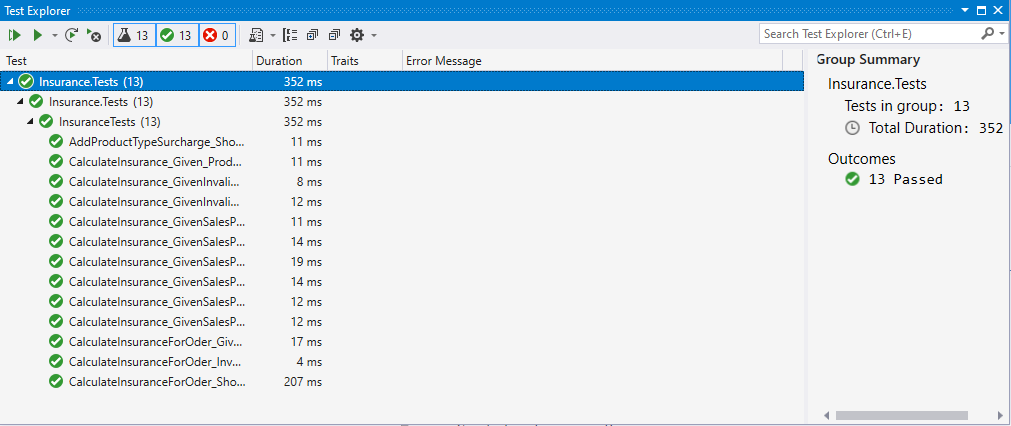 Test Explorer
13 13 0 Search Test Explorer (Ctrl+E)
Test Duration Traits Error Message
Insurance.Tests (13) 352 ms
Insurance.Tests (13) 352 ms
InsuranceTests (13) 352 ms
AddProductTypeSurcharge_Sho... 11 ms
CalculateInsurance_Given_Prod... 11 ms
CalculateInsurance_GivenInvali... 8 ms
CalculateInsurance_GivenInvali... 12 ms
CalculateInsurance_GivenSalesP... 11 ms
CalculateInsurance_GivenSalesP... 14 ms
CalculateInsurance_GivenSalesP... 19 ms
CalculateInsurance_GivenSalesP... 14 ms
CalculateInsurance_GivenSalesP... 12 ms
CalculateInsurance_GivenSalesP... 12 ms
CalculateInsuranceForOder_Giv... 17 ms
CalculateInsuranceForOder_Inv... 4 ms
CalculateInsuranceForOder_Sho... 207 ms
Group Summary
Insurance.Tests
Tests in group: 13
Total Duration: 352
Outcomes
13 Passed